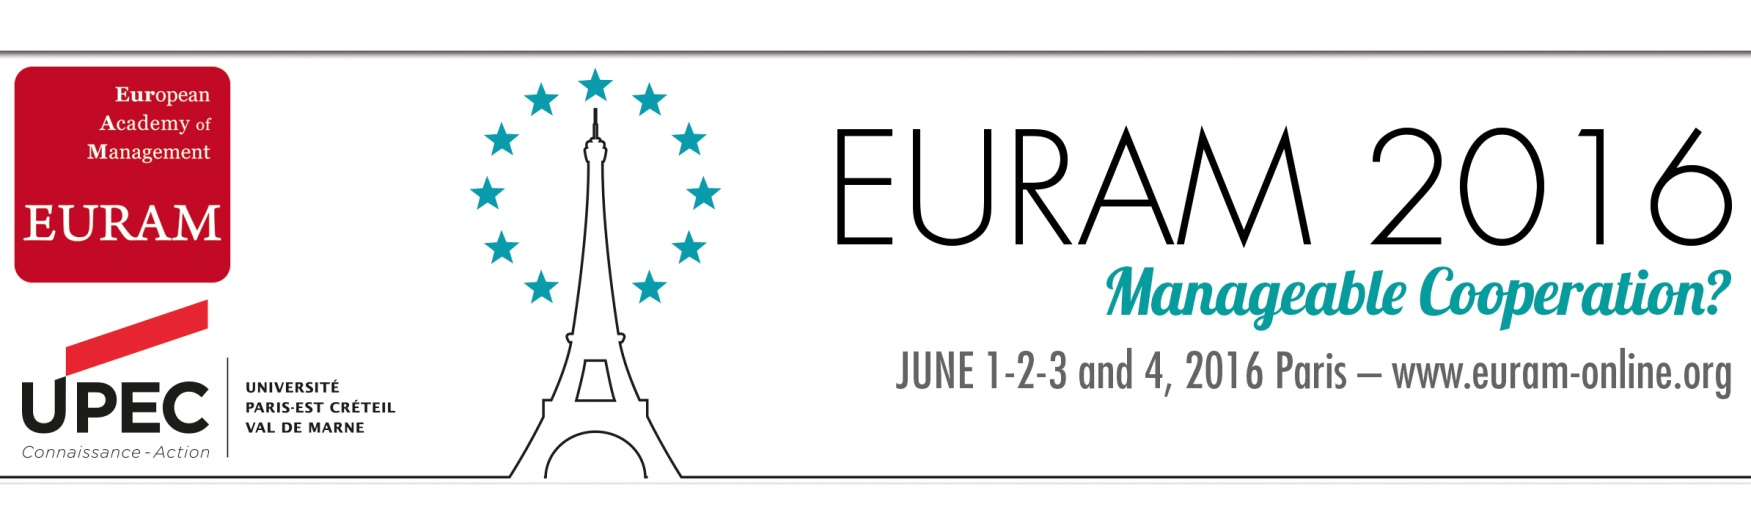 European
Academy of
Management
EURAM
UPEC
Connaissance - Action
UNIVERSITÉ
PARIS-EST CRÉTEIL
VAL DE MARNE
EURAM 2016
Manageable Cooperation?
JUNE 1-2-3 and 4, 2016 Paris – www.euram-online.org